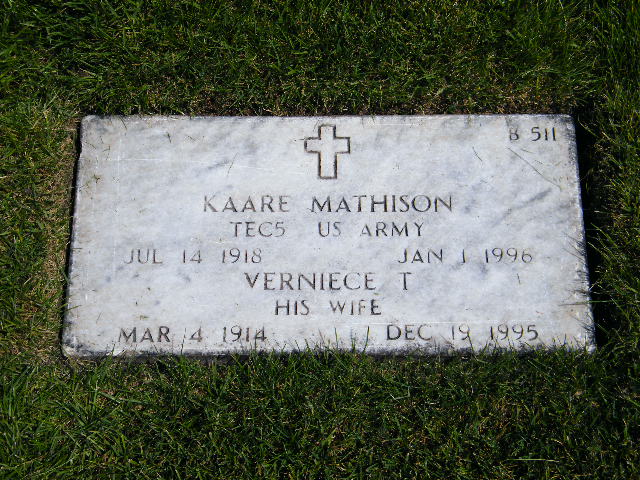 B 511
KAARE MATHISON
TEC5 US ARMY
JUL 14 1918 JAN 1 1996
VERNIECE T
HIS WIFE
MAR 4 1914 DEC 19 1995